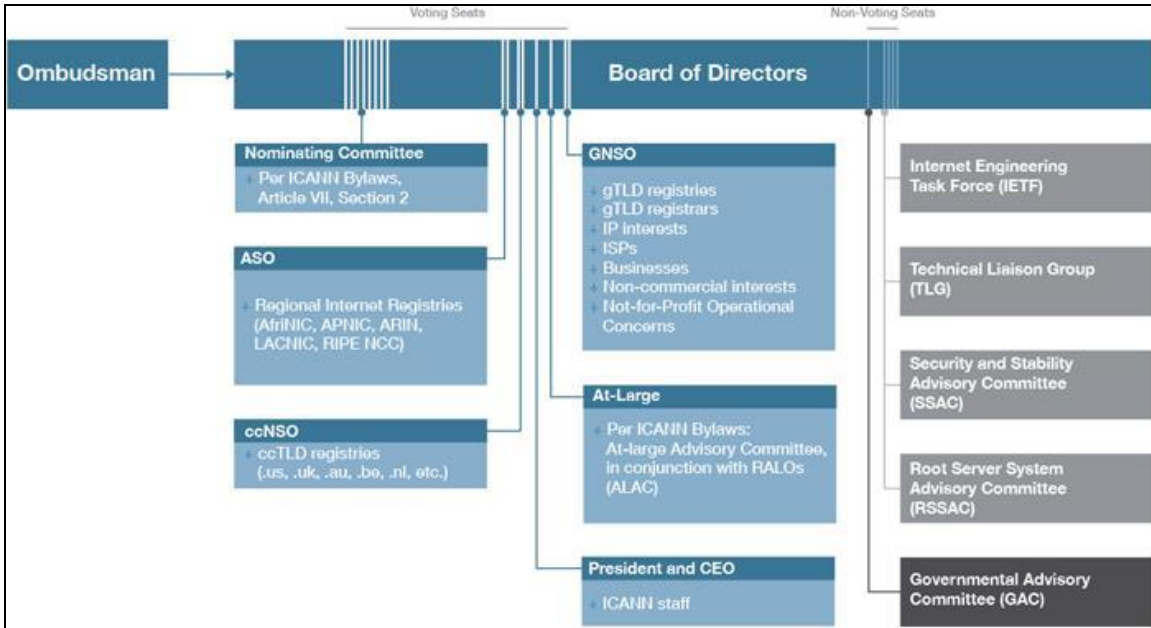 Voting Seats
Non-Voting Seats
Ombudsman
Board of Directors
Nominating Committee
+ Per ICANN Bylaws,
Article VII, Section 2
ASO
+ Regional Internet Registries
(AfriNIC, APNIC, ARIN,
LACNIC, RIPE NCC)
ccNSO
+ ccTLD registries
(.us, .uk, .au, .be, .nl, etc.)
GNSO
+ gTLD registries
+ gTLD registrars
+ IP interests
+ ISPs
+ Businesses
+ Non-commercial interests
+ Not-for-Profit Operational
Concerns
At-Large
+ Per ICANN Bylaws:
At-large Advisory Committee,
in conjunction with RALOs
(ALAC)
President and CEO
+ ICANN staff
Internet Engineering
Task Force (IETF)
Technical Liaison Group
(TLG)
Security and Stability
Advisory Committee
(SSAC)
Root Server System
Advisory Committee
(RSSAC)
Governmental Advisory
Committee (GAC)